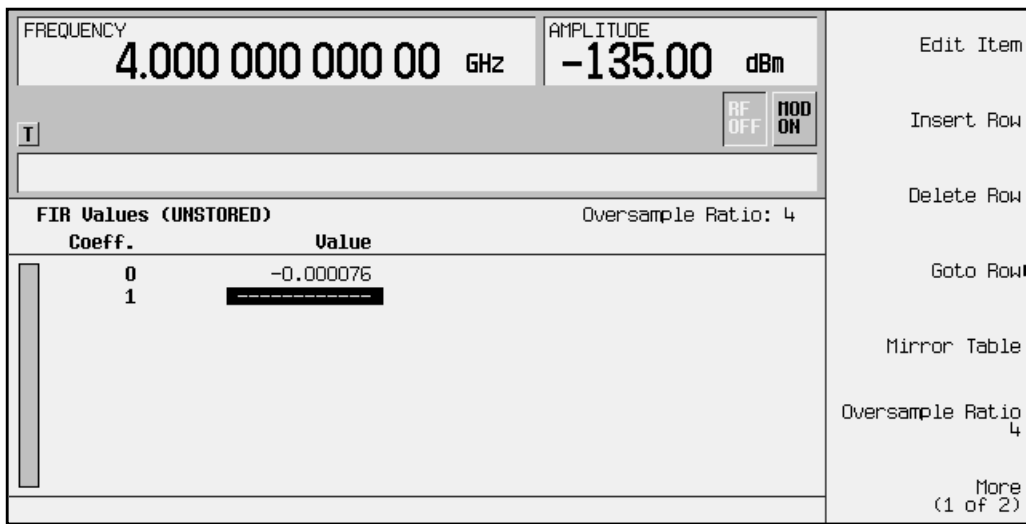 FREQUENCY
4.000 000 000 00 GHz
AMPLITUDE
-135.00 dBm
RF OFF
MOD ON
T
FIR Values (UNSTORED)
Oversample Ratio: 4
Coeff. Value
0 -0.000076
1 ------------
Edit Item
Insert Row
Delete Row
Goto Row
Mirror Table
Oversample Ratio
4
More
(1 of 2)